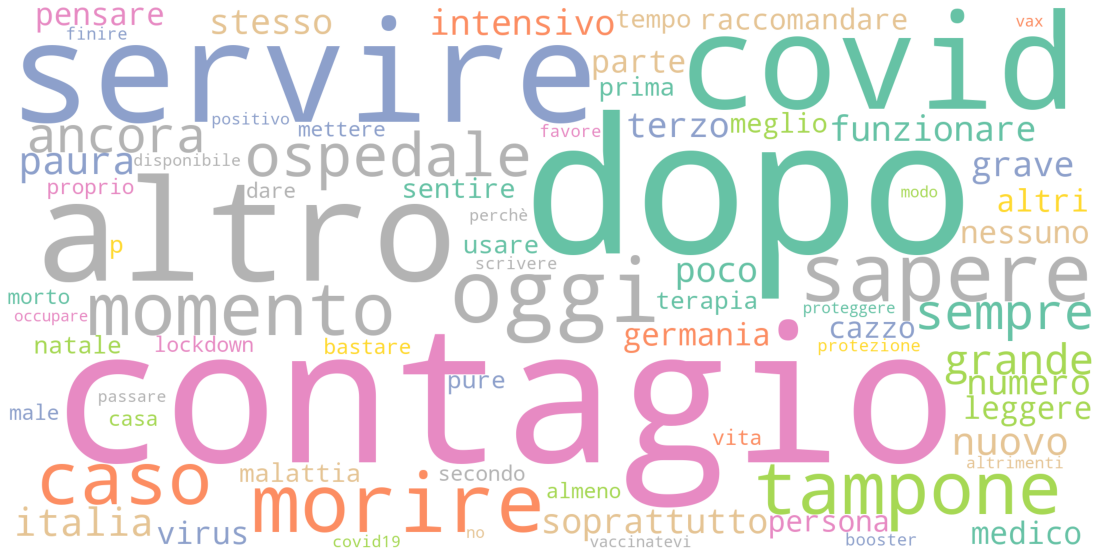 pensare
stesso
intensivo
tempo
raccomandare
vax
finire
servire
covid
parte
prima
positivo
mettere
favore
terzo
meglio
funzionare
ancora
ospedale
dopo
paura
disponibile
grave
proprio
dare
sentire
modo
altri
altro
perchè
nessuno
p
usare
scrivere
poco
sapere
oggi
morto
momento
terapia
proteggere
sempre
occupare
germania
cazzo
natale
lockdown
bastare
protezione
contagio
grande
pure
numero
passare
male
casa
leggere
vita
nuovo
caso
malattia
secondo
altrimenti
morire
almeno
tampone
italia
virus
soprattutto
persona
medico
covid19
no
vaccinatevi
booster